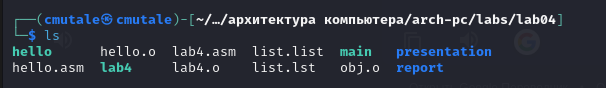 ┌──(cmutale㉿cmutale)-[~/…/архитектура компьютера/arch-pc/labs/lab04]
└─$ ls
hello hello.o lab4.asm list.list main presentation
hello.asm lab4 lab4.o list.lst obj.o report